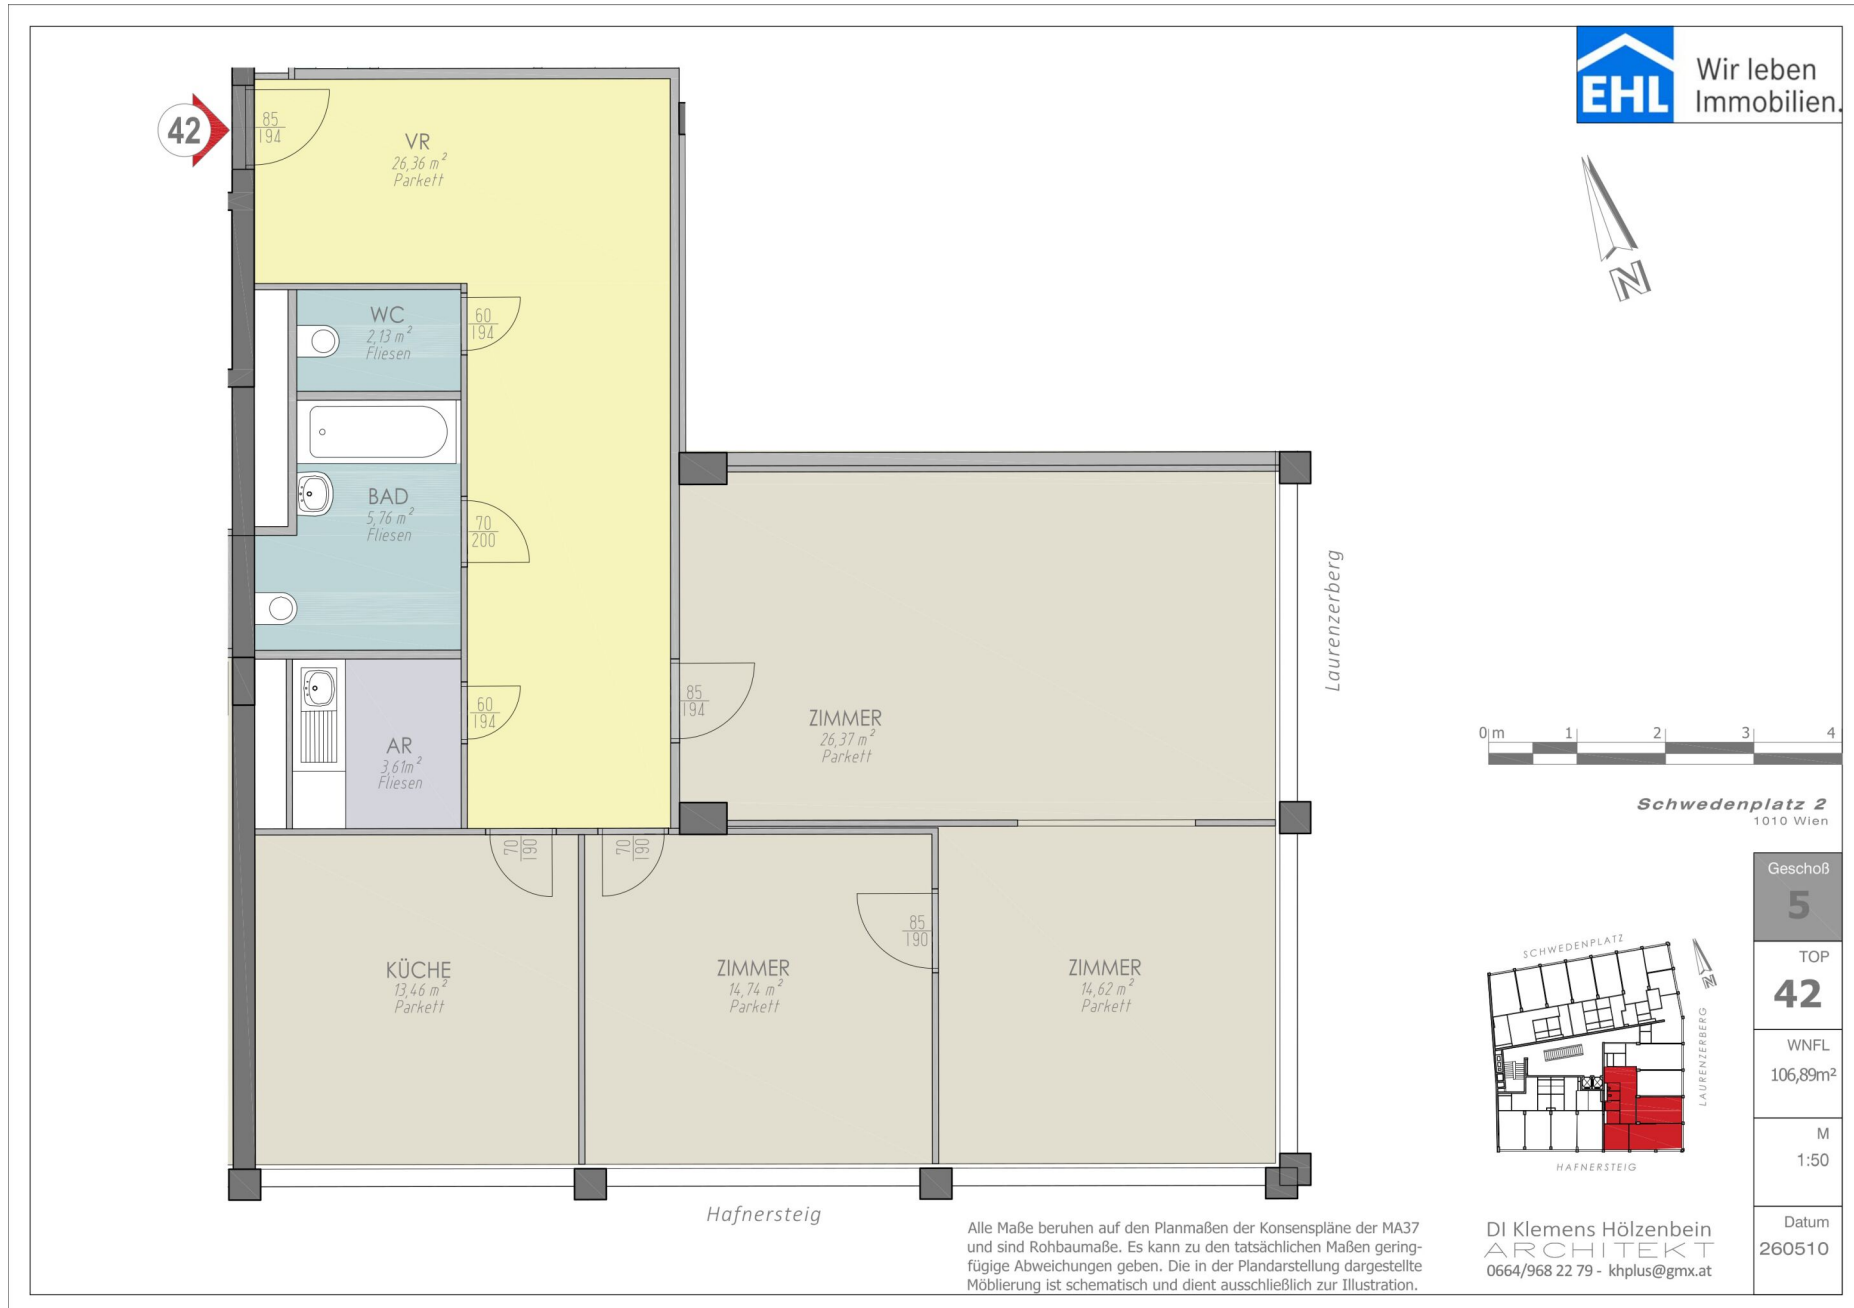 EHL
Wir leben
Immobilien.
42
85
194
VR
26,36 m²
Parkett
N
WC
2,13 m²
Fliesen
60
194
BAD
5,76 m²
Fliesen
70
200
Laurenzerberg
60
194
85
194
AR
3,61m²
Fliesen
ZIMMER
26,37 m²
Parkett
0 m 1 2 3 4
Schwedenplatz 2
1010 Wien
70
190
70
190
85
190
KÜCHE
13,46 m²
Parkett
ZIMMER
14,74 m²
Parkett
ZIMMER
14,62 m²
Parkett
Geschoß
5
TOP
42
WNFL
106,89m²
M
1:50
Datum
260510
SCHWEDENPLATZ
N
LAURENZERBERG
HAFNERSTEIG
Hafnersteig
Alle Maße beruhen auf den Planmaßen der Konsenspläne der MA37
und sind Rohbaumaße. Es kann zu den tatsächlichen Maßen gering-
fügige Abweichungen geben. Die in der Plandarstellung dargestellte
Möblierung ist schematisch und dient ausschließlich zur Illustration.
DI Klemens Hölzenbein
ARCHITEKT
0664/968 22 79 - khplus@gmx.at